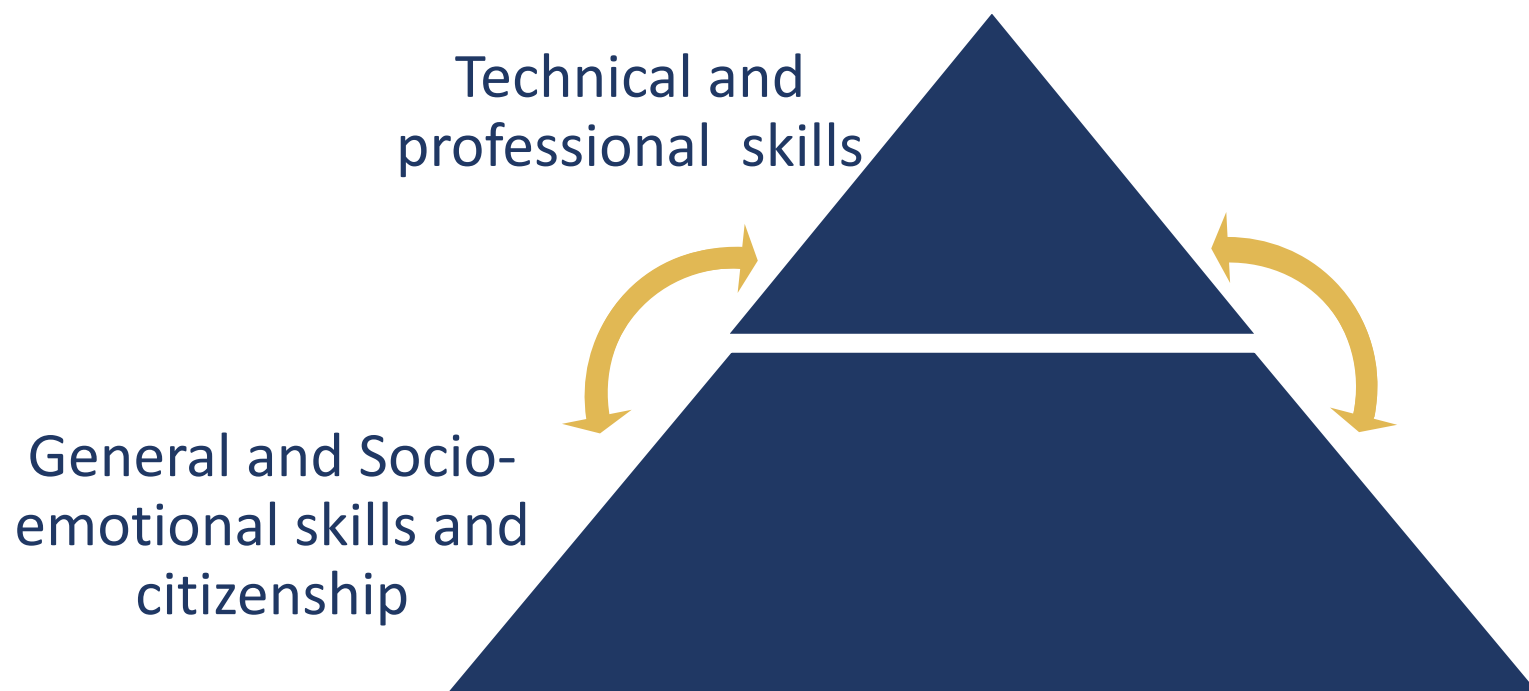 Technical and
professional  skills
General and Socio-
emotional skills and
citizenship